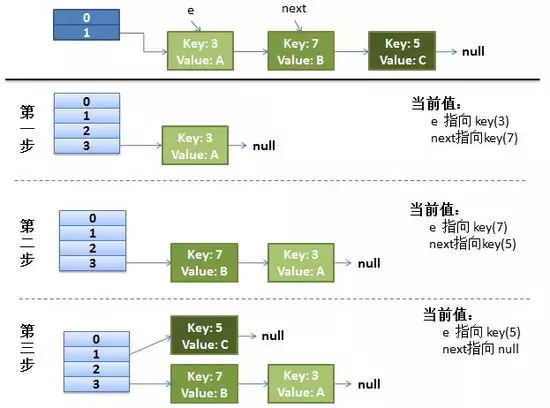 e
next
0
1
Key: 3
Value: A
Key: 7
Value: B
Key: 5
Value: C
null
第一步
0
1
2
3
Key: 3
Value: A
null
当前值：
e 指向 key(3)
next指向key(7)
第二步
0
1
2
3
Key: 7
Value: B
Key: 3
Value: A
null
当前值：
e 指向 key(7)
next指向key(5)
第三步
0
1
2
3
Key: 5
Value: C
null
Key: 7
Value: B
Key: 3
Value: A
null
当前值：
e 指向 key(5)
next指向 null